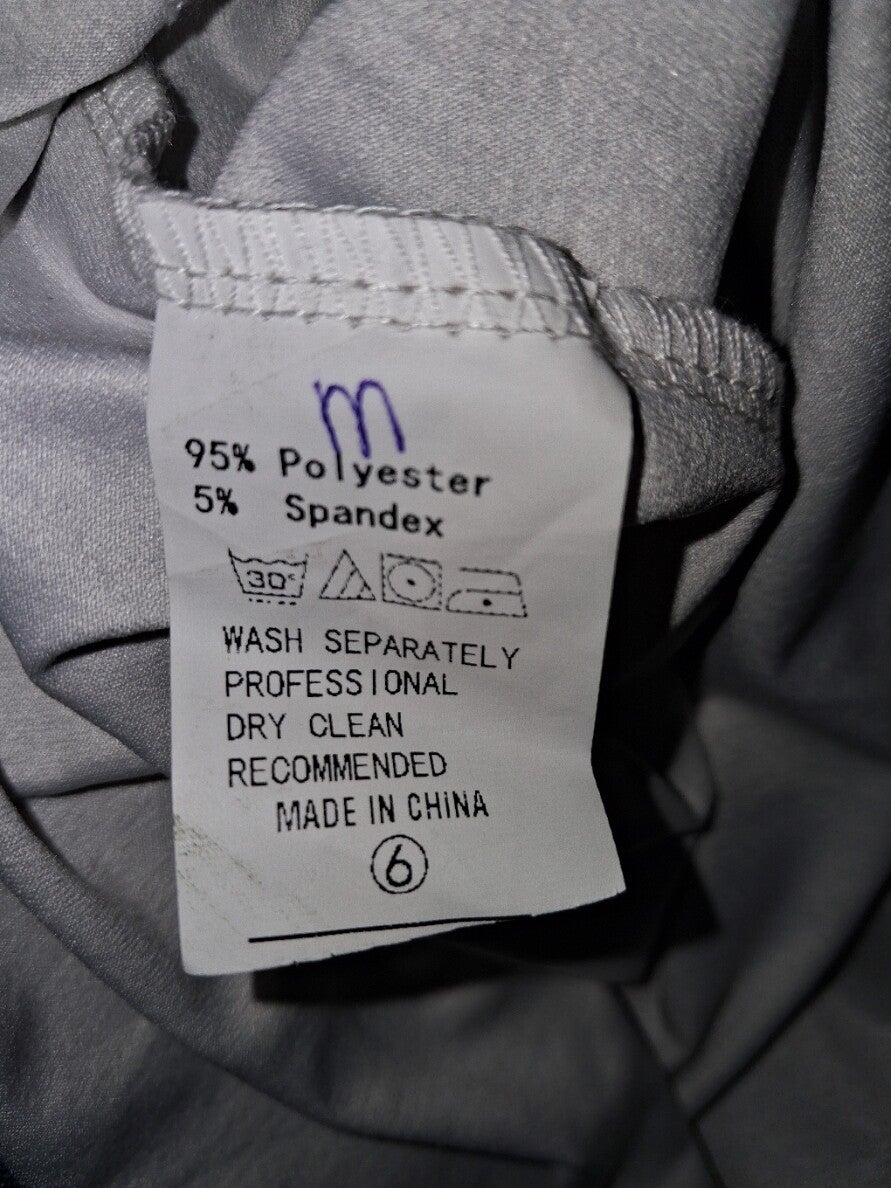 m
95% Polyester
5% Spandex
30°
WASH SEPARATELY
PROFESSIONAL
DRY CLEAN
RECOMMENDED
MADE IN CHINA
6